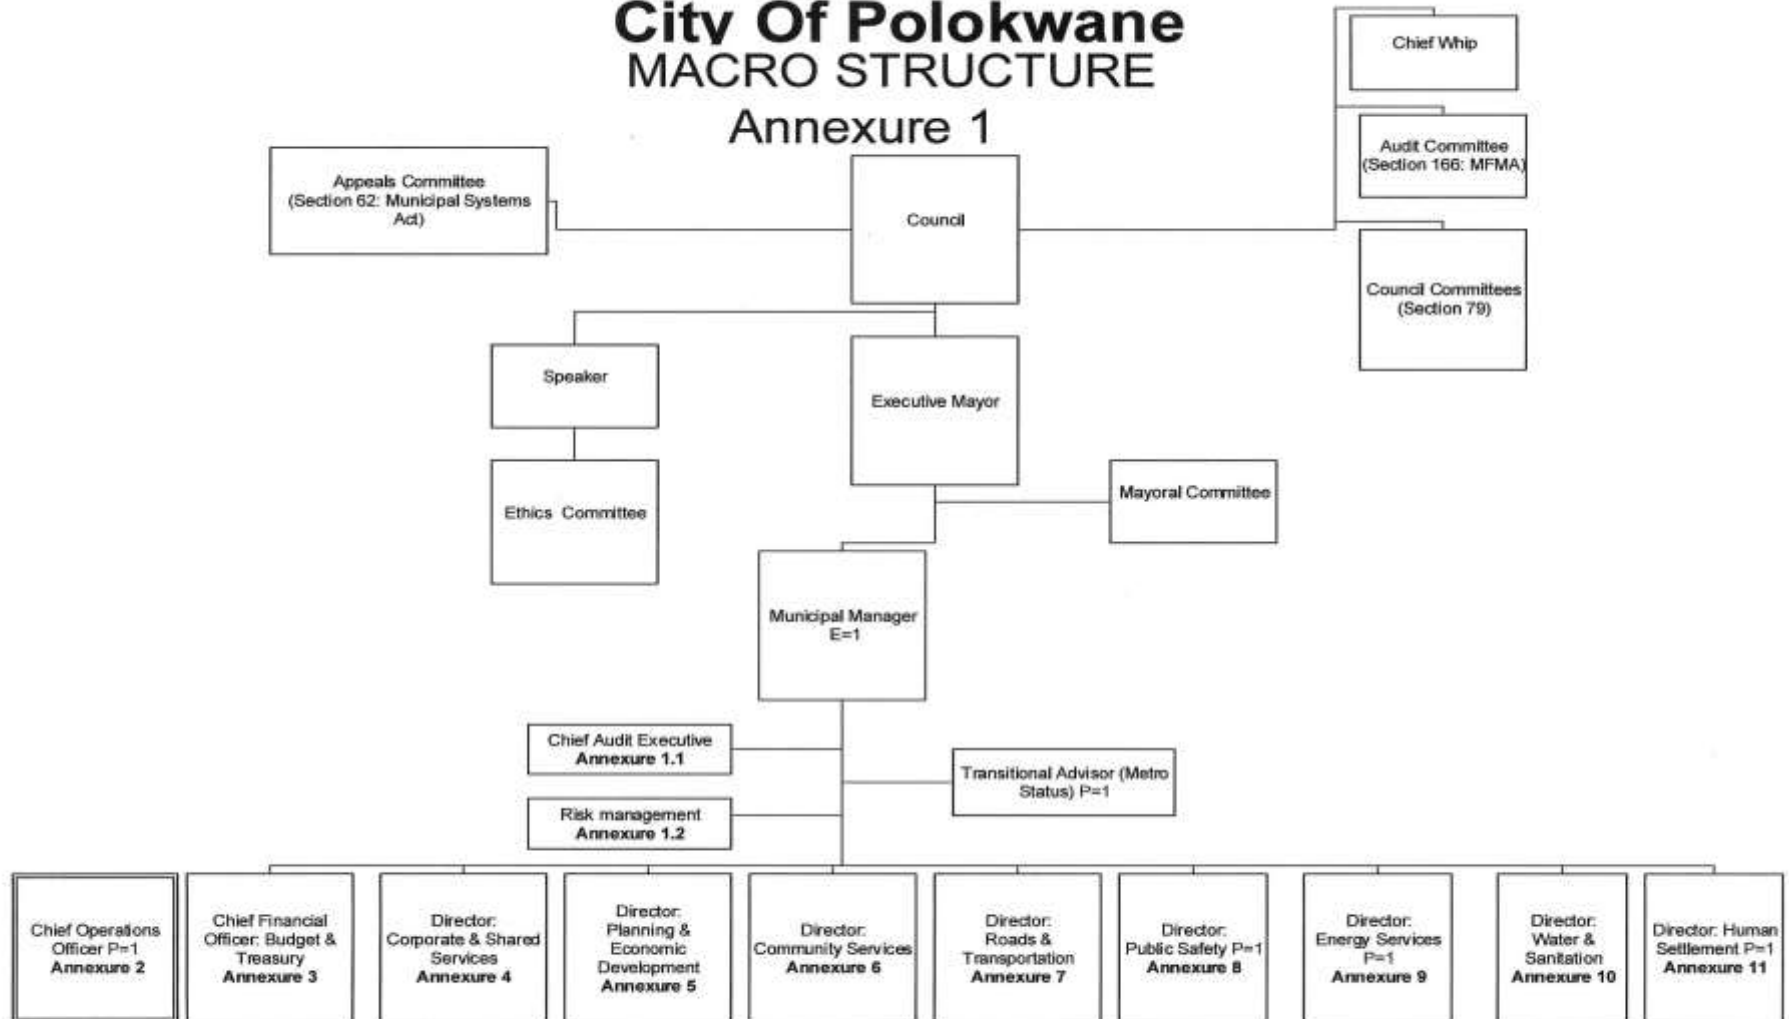 City Of Polokwane
MACRO STRUCTURE
Annexure 1
Chief Whip
Audit Committee
(Section 166: MFMA)
Appeals Committee
(Section 62: Municipal Systems
Act)
Council
Council Committees
(Section 79)
Speaker
Executive Mayor
Ethics Committee
Mayoral Committee
Municipal Manager
E=1
Chief Audit Executive
Annexure 1.1
Transitional Advisor (Metro
Status) P=1
Risk management
Annexure 1.2
Chief Operations
Officer P=1
Annexure 2
Chief Financial
Officer: Budget &
Treasury
Annexure 3
Director:
Corporate & Shared
Services
Annexure 4
Director:
Planning &
Economic
Development
Annexure 5
Director:
Community Services
Annexure 6
Director:
Roads &
Transportation
Annexure 7
Director:
Public Safety P=1
Annexure 8
Director:
Energy Services
P=1
Annexure 9
Director:
Water &
Sanitation
Annexure 10
Director: Human
Settlement P=1
Annexure 11